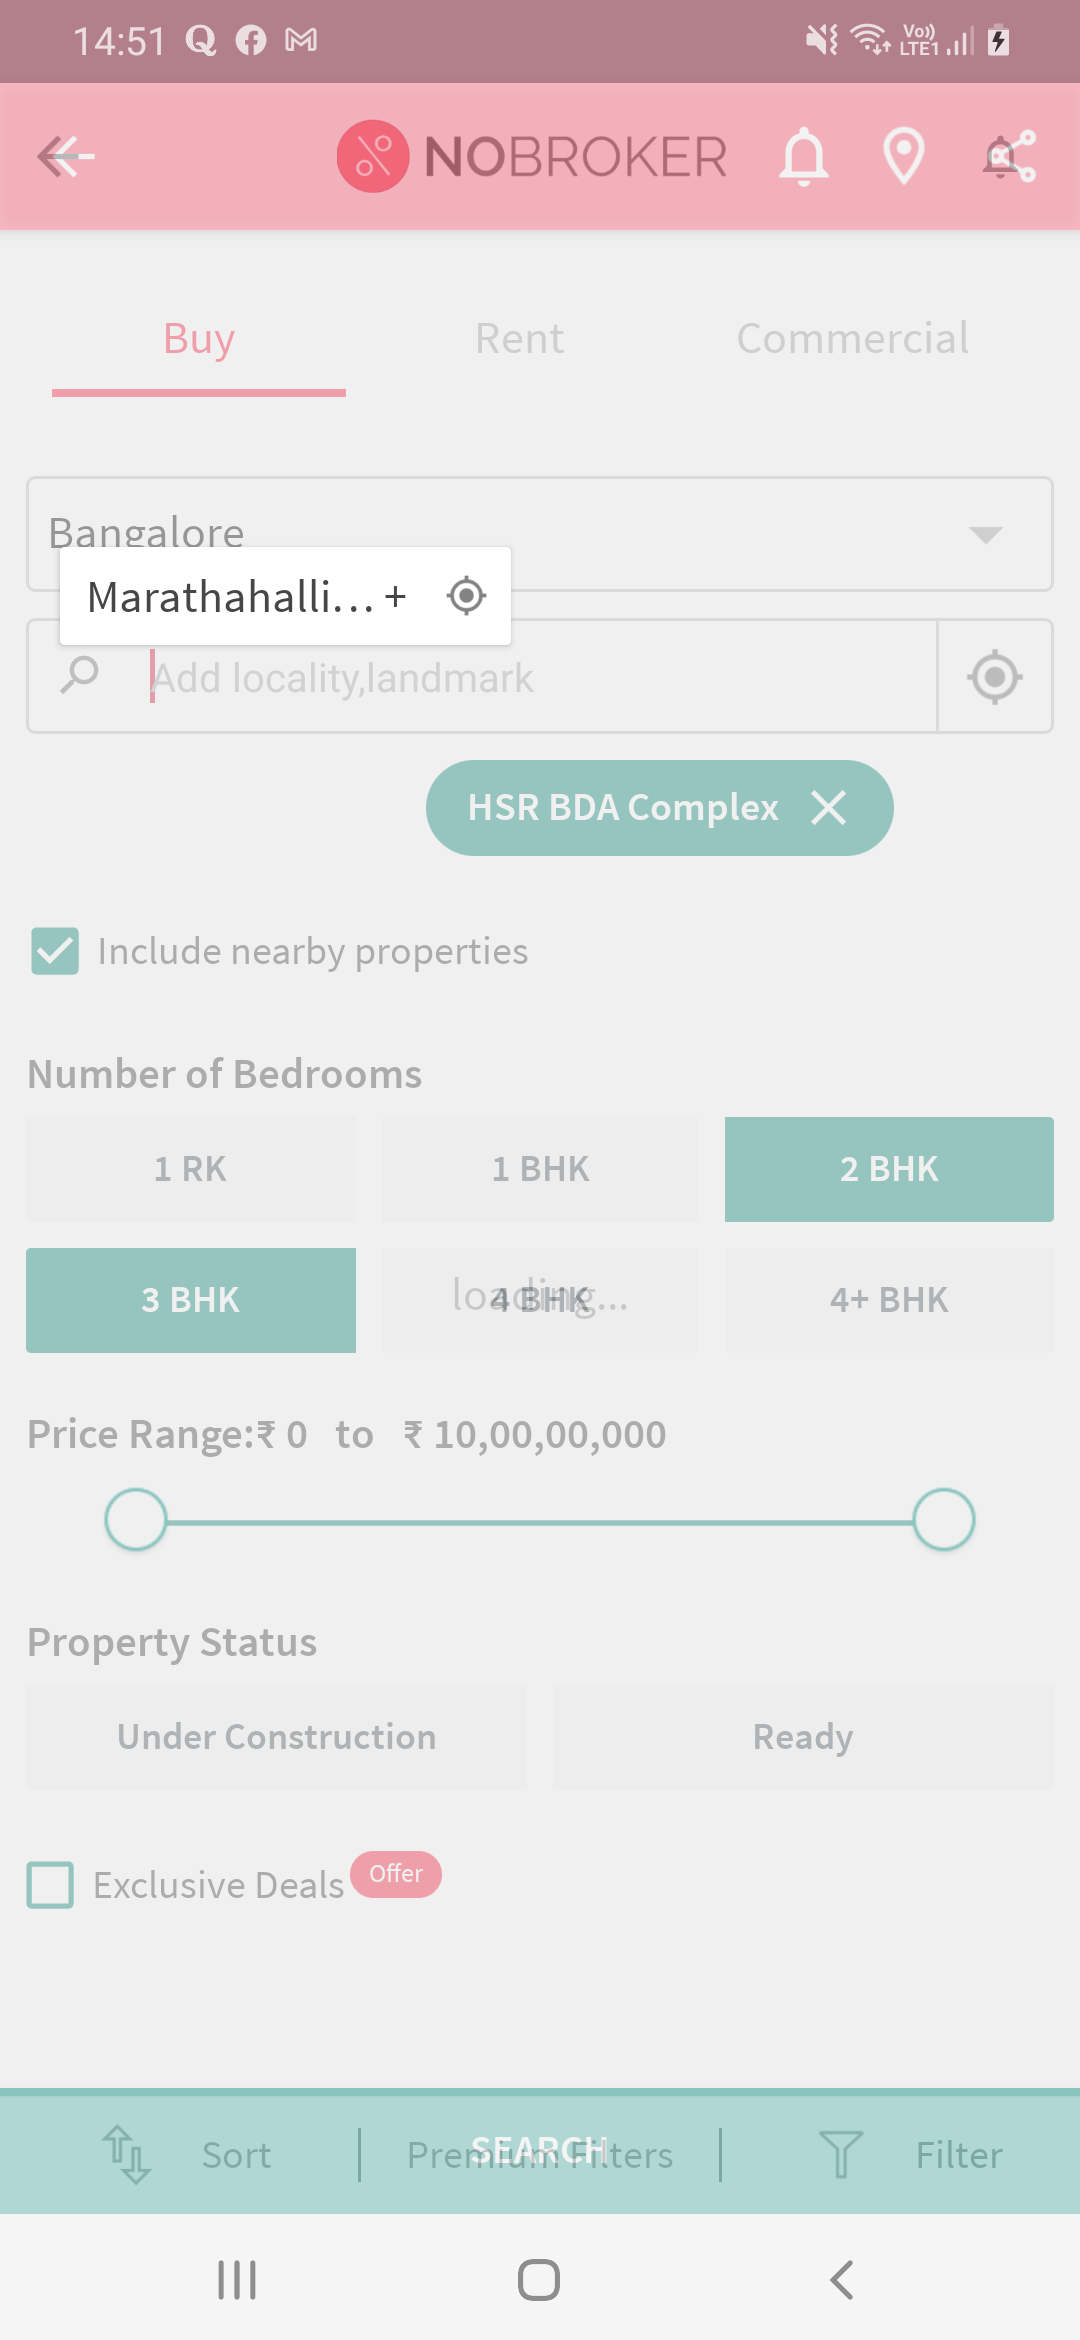 14:51
Vo)) LTE1
NOBROKER
Buy Rent Commercial
Bangalore
Marathahalli... +
Add locality,landmark
HSR BDA Complex
Include nearby properties
Number of Bedrooms
1 RK 1 BHK 2 BHK
3 BHK 4 BHK 4+ BHK
loading...
Price Range:₹ 0 to ₹ 10,00,00,000
Property Status
Under Construction Ready
Exclusive Deals Offer
Sort Premium Filters Filter
SEARCH